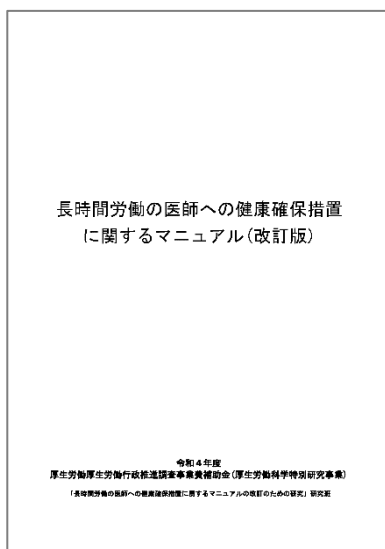 長時間労働の医師への健康確保措置
に関するマニュアル(改訂版)
令和4年度
厚生労働厚生労働行政推進調査事業費補助金(厚生労働科学特別研究事業)
「長時間労働の医師への健康確保措置に関するマニュアルの改訂のための研究」研究班